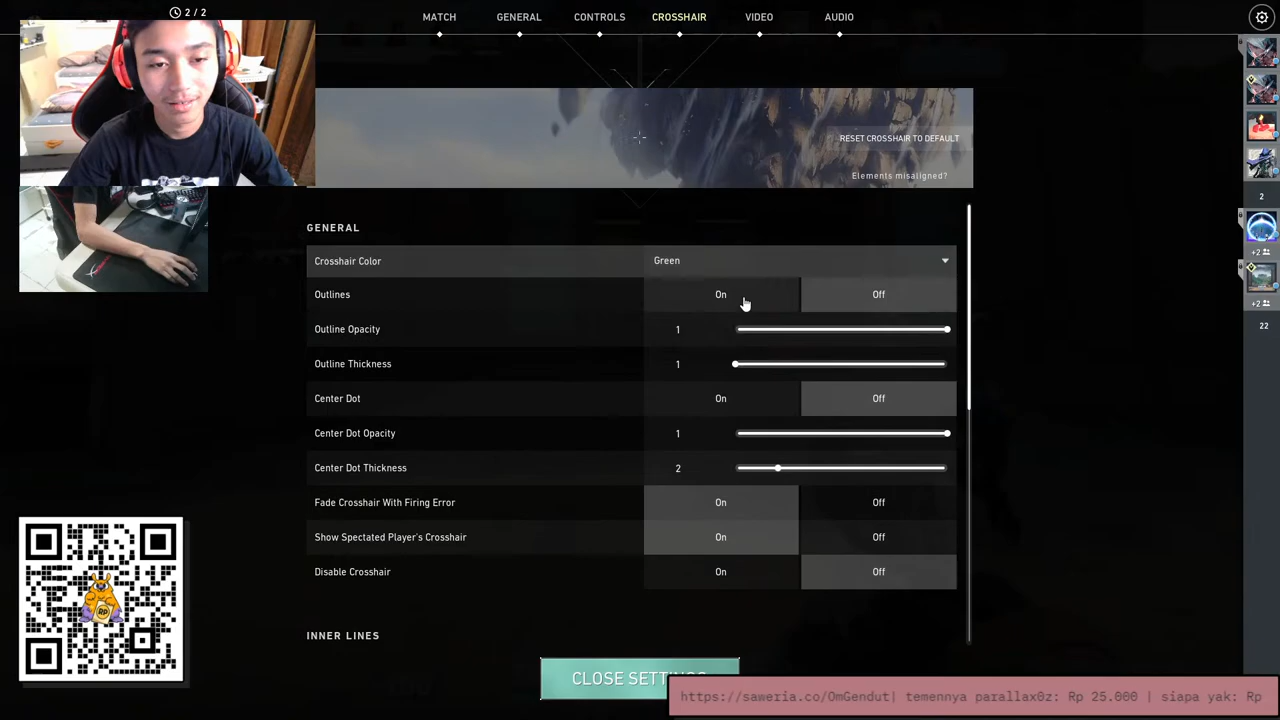 2 / 2
MATCH GENERAL CONTROLS CROSSHAIR VIDEO AUDIO
RESET CROSSHAIR TO DEFAULT
Elements misaligned?
GENERAL
Crosshair Color Green
Outlines On Off
Outline Opacity 1
Outline Thickness 1
Center Dot On Off
Center Dot Opacity 1
Center Dot Thickness 2
Fade Crosshair With Firing Error On Off
Show Spectated Player's Crosshair On Off
Disable Crosshair On Off
INNER LINES
CLOSE SETTINGS
2
+2
+2
22
RP
https://saweria.co/OmGendut| temennya parallax0z: Rp 25.000 | siapa yak: Rp